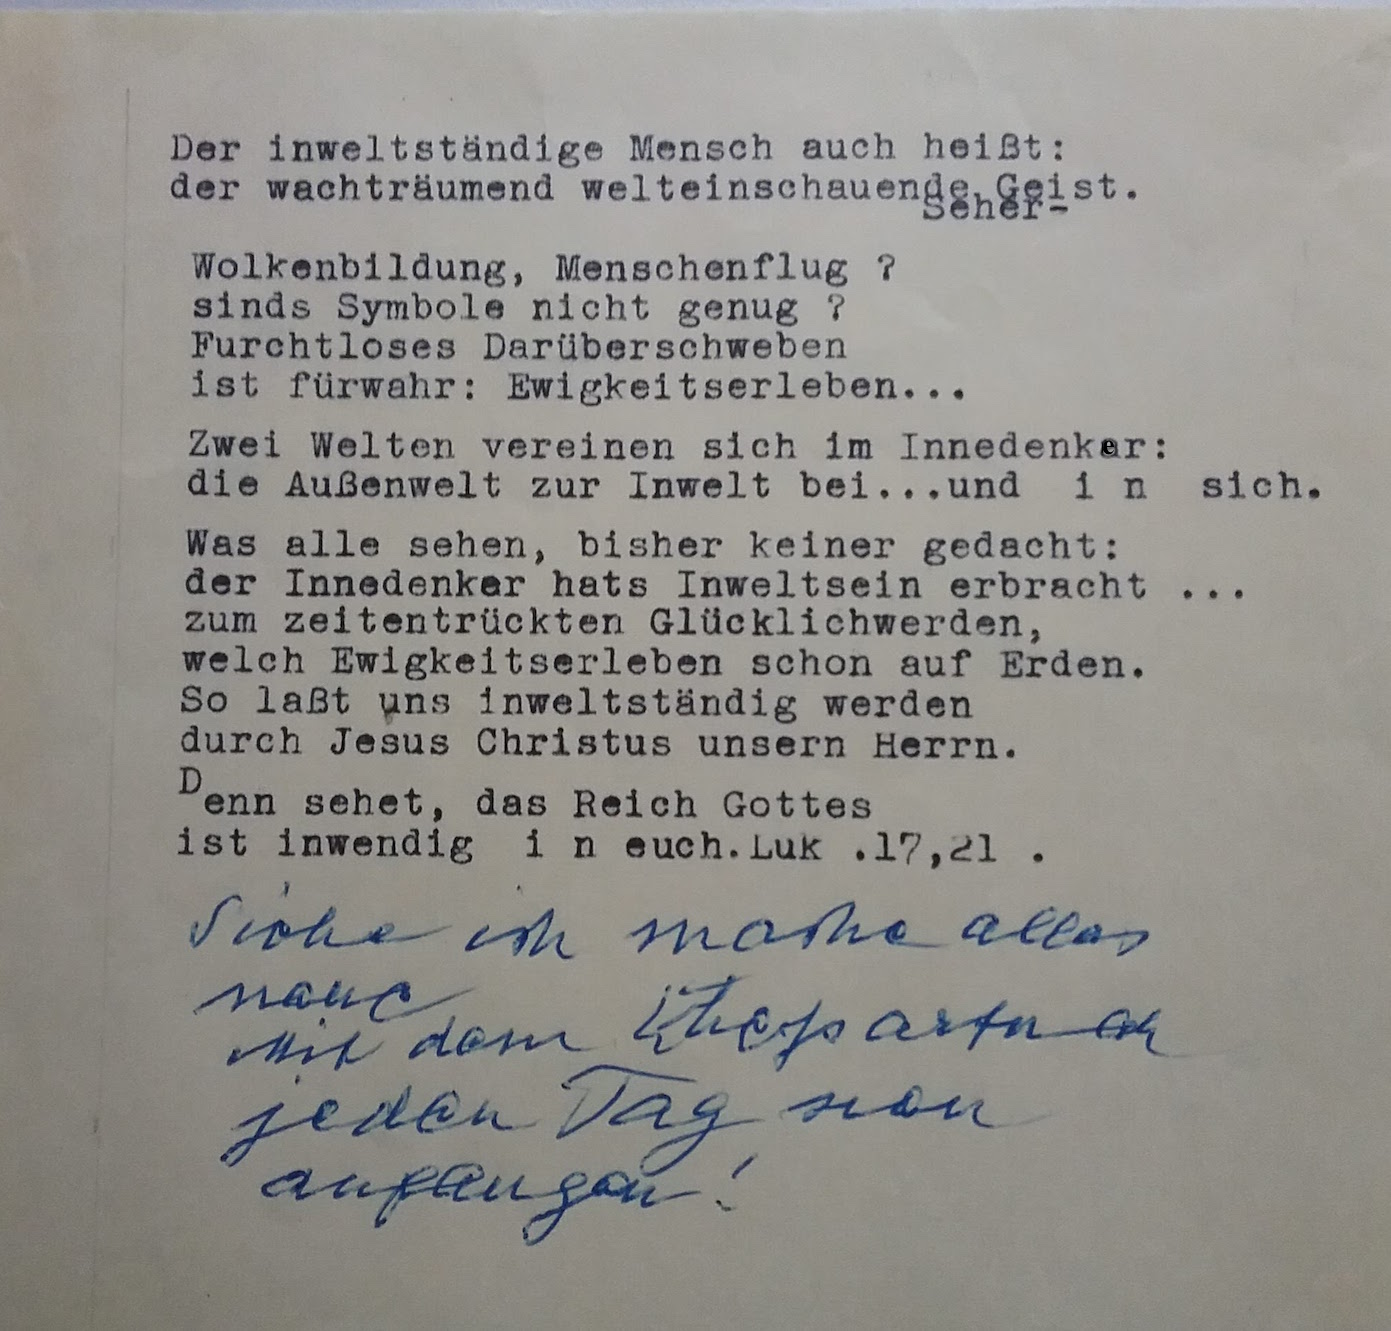 Der inweltständige Mensch auch heißt:
der wachträumend welteinschauende Geist.
Seher-
Wolkenbildung, Menschenflug ?
sinds Symbole nicht genug ?
Furchtloses Darüberschweben
ist fürwahr: Ewigkeitserleben...
Zwei Welten vereinen sich im Innedenker:
die Außenwelt zur Inwelt bei...und i n sich.
Was alle sehen, bisher keiner gedacht:
der Innedenker hats Inweltsein erbracht ...
zum zeitentrückten Glücklichwerden,
welch Ewigkeitserleben schon auf Erden.
So laßt uns inweltständig werden
durch Jesus Christus unsern Herrn.
Denn sehet, das Reich Gottes
ist inwendig i n euch.Luk .17,21 .
Siehe ich mache alles
neue
Mit dem
jeden Tag neu
anfangen!